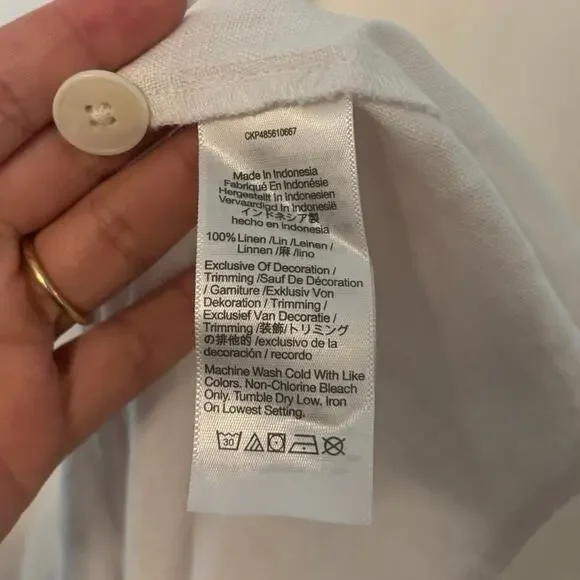 CKP485610667
Made In Indonesia
Fabriqué En Indonésie
Hergestellt In Indonesien
Vervaardigd In Indonesië
インドネシア製
hecho en indonesia
100% Linen /Lin /Leinen /
Linnen /麻 /lino
Exclusive Of Decoration /
Trimming /Sauf De Décoration
/ Garniture /Exklusiv Von
Dekoration / Trimming /
Exclusief Van Decoratie /
Trimming /装飾/トリミング
の排他的 /exclusivo de la
decoración / recordo
Machine Wash Cold With Like
Colors. Non-Chlorine Bleach
Only. Tumble Dry Low. Iron
On Lowest Setting.
30